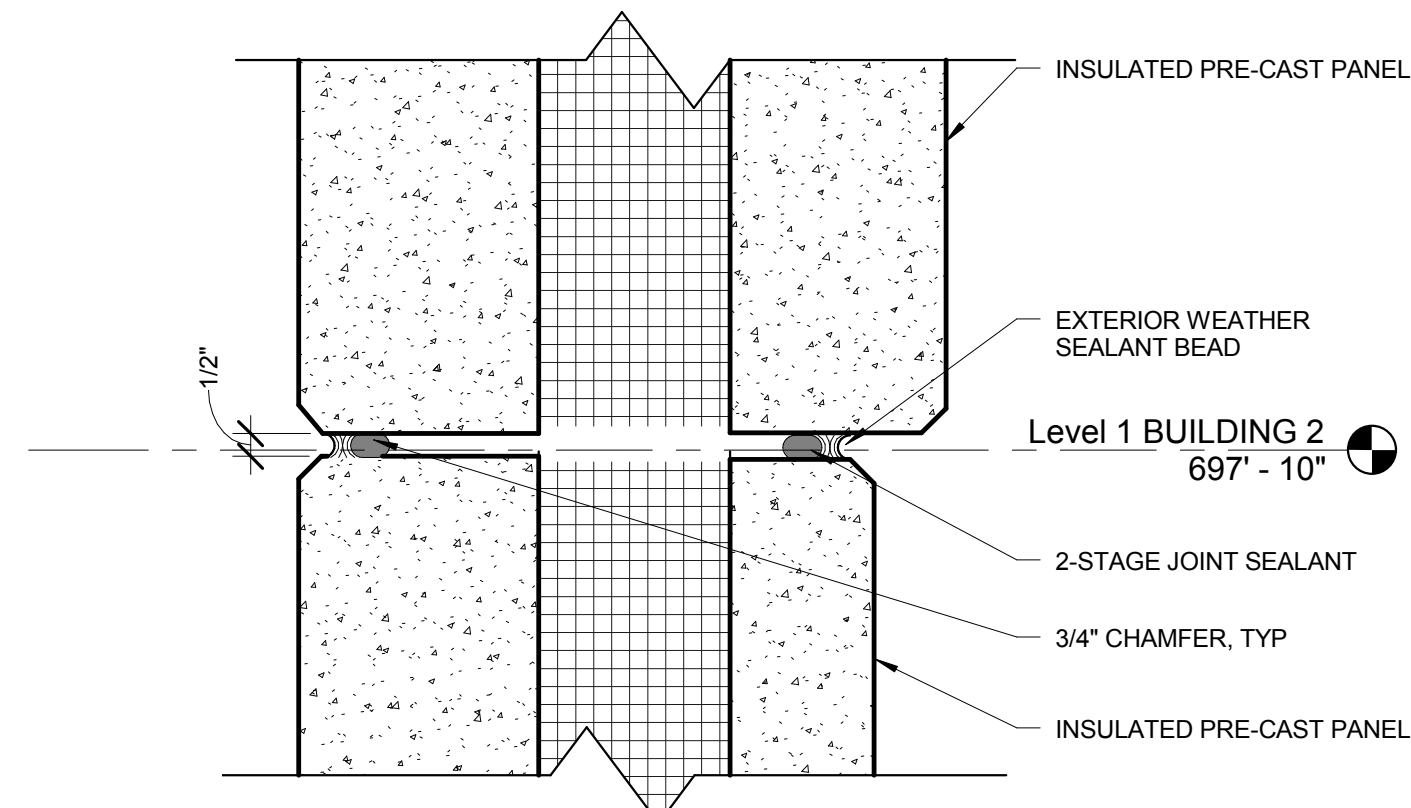 INSULATED PRE-CAST PANEL
EXTERIOR WEATHER
SEALANT BEAD
1/2"
Level 1 BUILDING 2
697' - 10"
2-STAGE JOINT SEALANT
3/4" CHAMFER, TYP
INSULATED PRE-CAST PANEL